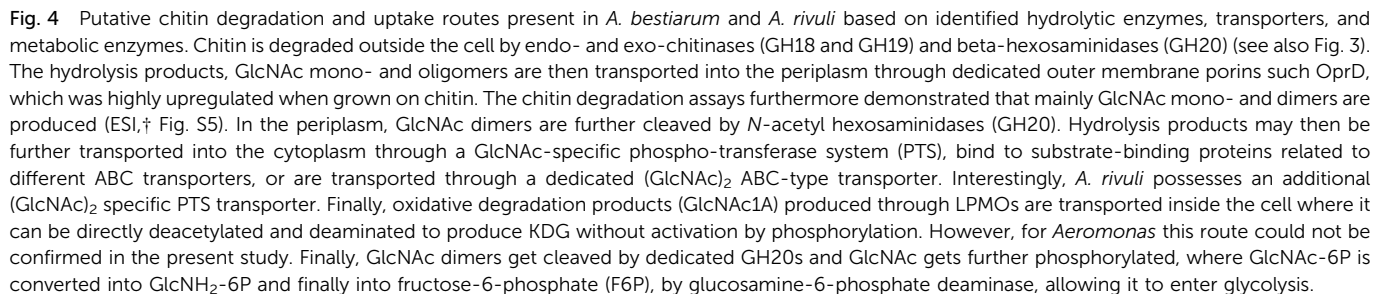 Fig. 4 Putative chitin degradation and uptake routes present in A. bestiarum and A. rivuli based on identified hydrolytic enzymes, transporters, and
metabolic enzymes. Chitin is degraded outside the cell by endo- and exo-chitinases (GH18 and GH19) and beta-hexosaminidases (GH20) (see also Fig. 3).
The hydrolysis products, GlcNAc mono- and oligomers are then transported into the periplasm through dedicated outer membrane porins such OprD,
which was highly upregulated when grown on chitin. The chitin degradation assays furthermore demonstrated that mainly GlcNAc mono- and dimers are
produced (ESI,† Fig. S5). In the periplasm, GlcNAc dimers are further cleaved by N-acetyl hexosaminidases (GH20). Hydrolysis products may then be
further transported into the cytoplasm through a GlcNAc-specific phospho-transferase system (PTS), bind to substrate-binding proteins related to
different ABC transporters, or are transported through a dedicated (GlcNAc)₂ ABC-type transporter. Interestingly, A. rivuli possesses an additional
(GlcNAc)₂ specific PTS transporter. Finally, oxidative degradation products (GlcNAc1A) produced through LPMOs are transported inside the cell where it
can be directly deacetylated and deaminated to produce KDG without activation by phosphorylation. However, for Aeromonas this route could not be
confirmed in the present study. Finally, GlcNAc dimers get cleaved by dedicated GH20s and GlcNAc gets further phosphorylated, where GlcNAc-6P is
converted into GlcNH₂-6P and finally into fructose-6-phosphate (F6P), by glucosamine-6-phosphate deaminase, allowing it to enter glycolysis.